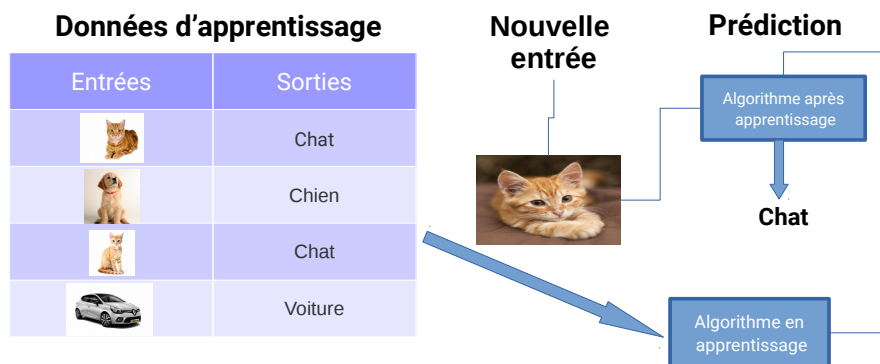 Données d'apprentissage
Entrées Sorties
Chat
Chien
Chat
Voiture
Nouvelle
entrée
Prédiction
Algorithme après
apprentissage
Chat
Algorithme en
apprentissage